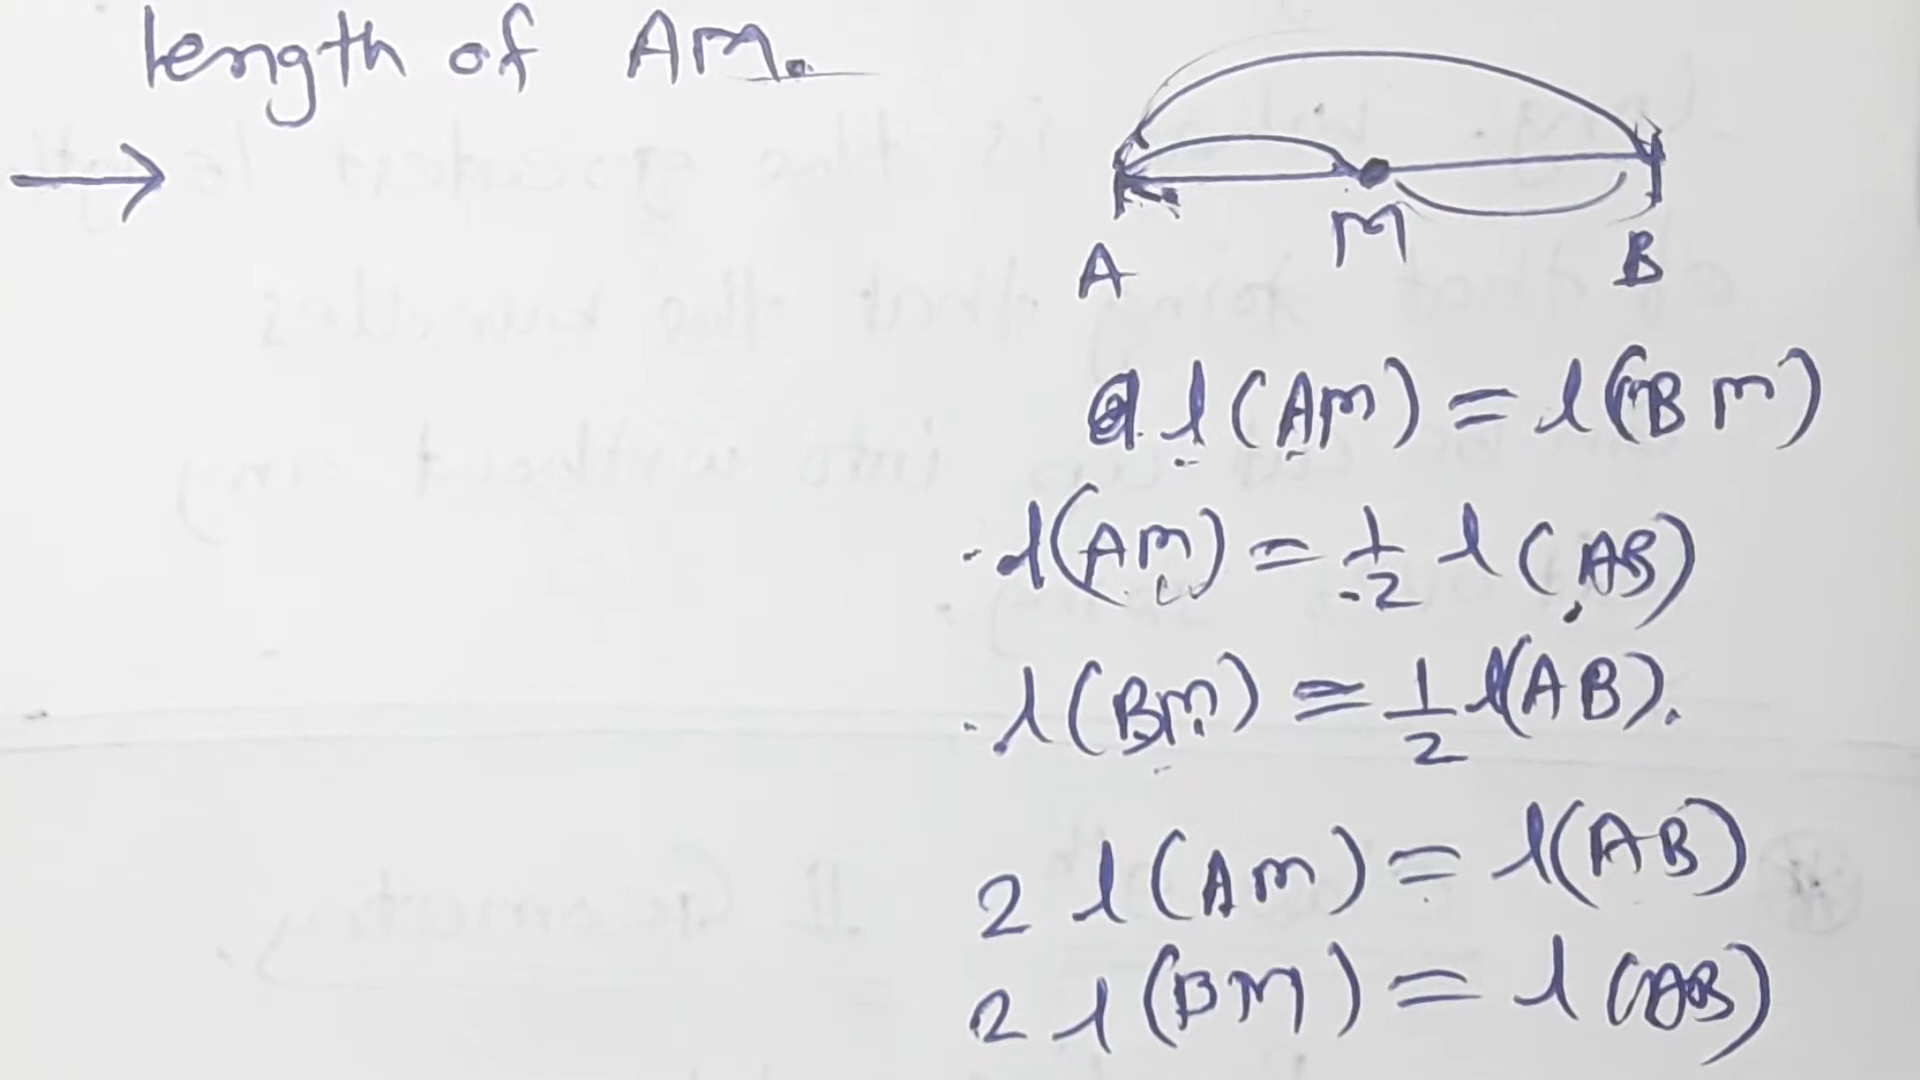 length of AM.
A M B
l(AM) = l(BM)
l(AM) = 1/2 l(AB)
l(BM) = 1/2 l(AB).
2 l(AM) = l(AB)
2 l(BM) = l(AB)